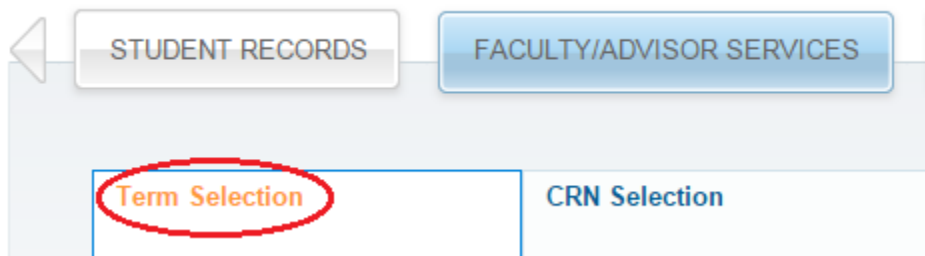 STUDENT RECORDS
FACULTY/ADVISOR SERVICES
Term Selection
CRN Selection